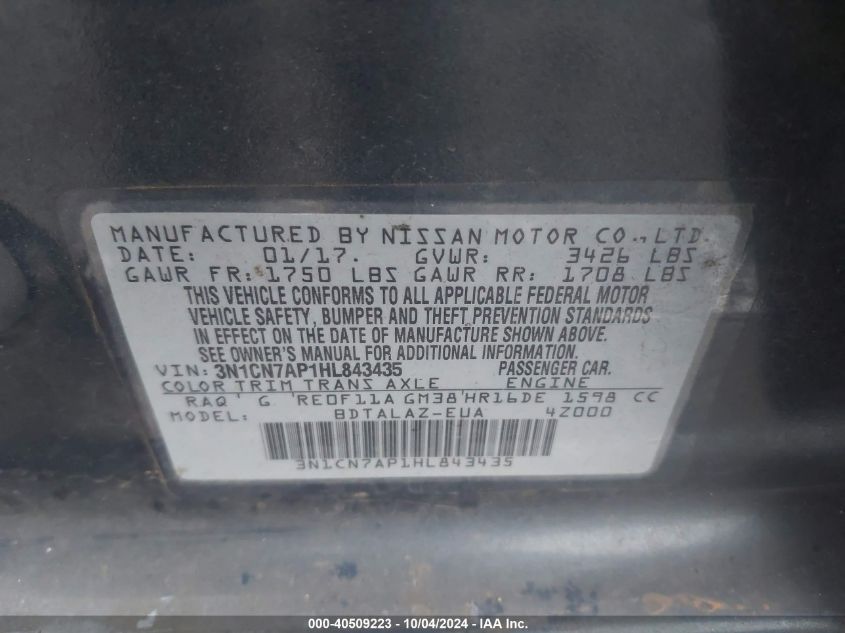 MANUFACTURED BY NISSAN MOTOR CO., LTD.
DATE: 01/17. GVWR: 3426 LBS
GAWR FR: 1750 LBS GAWR RR: 1708 LBS
THIS VEHICLE CONFORMS TO ALL APPLICABLE FEDERAL MOTOR
VEHICLE SAFETY, BUMPER AND THEFT PREVENTION STANDARDS
IN EFFECT ON THE DATE OF MANUFACTURE SHOWN ABOVE.
SEE OWNER'S MANUAL FOR ADDITIONAL INFORMATION.
VIN: 3N1CN7AP1HL843435 PASSENGER CAR.
COLOR TRIM TRANS AXLE ENGINE
RAQ' G 'RE0F11A GM38'HR16DE 1598 CC
MODEL: BDTALAZ-EUA 4Z000
3N1CN7AP1HL843435
000-40509223 - 10/04/2024 - IAA Inc.